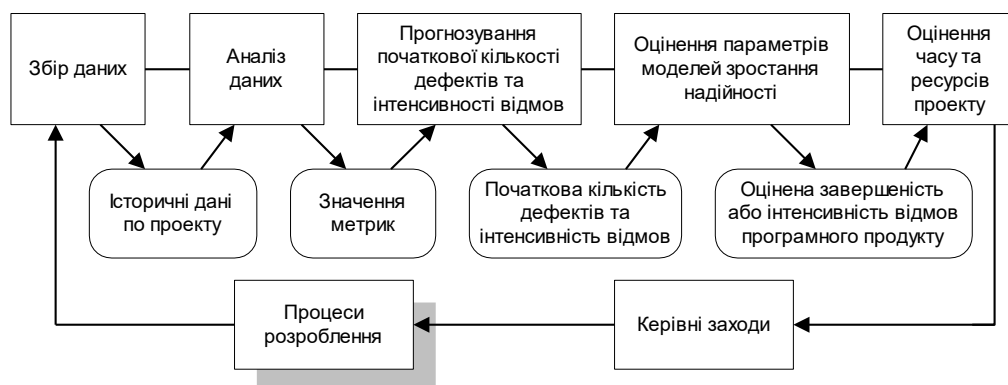 Збір даних
Аналіз
даних
Прогнозування
початкової кількості
дефектів та
інтенсивності відмов
Оцінення параметрів
моделей зростання
надійності
Оцінення
часу та
ресурсів
проекту
Історичні дані
по проекту
Значення
метрик
Початкова кількість
дефектів та
інтенсивність відмов
Оцінена завершеність
або інтенсивність відмов
програмного продукту
Процеси
розроблення
Керівні заходи